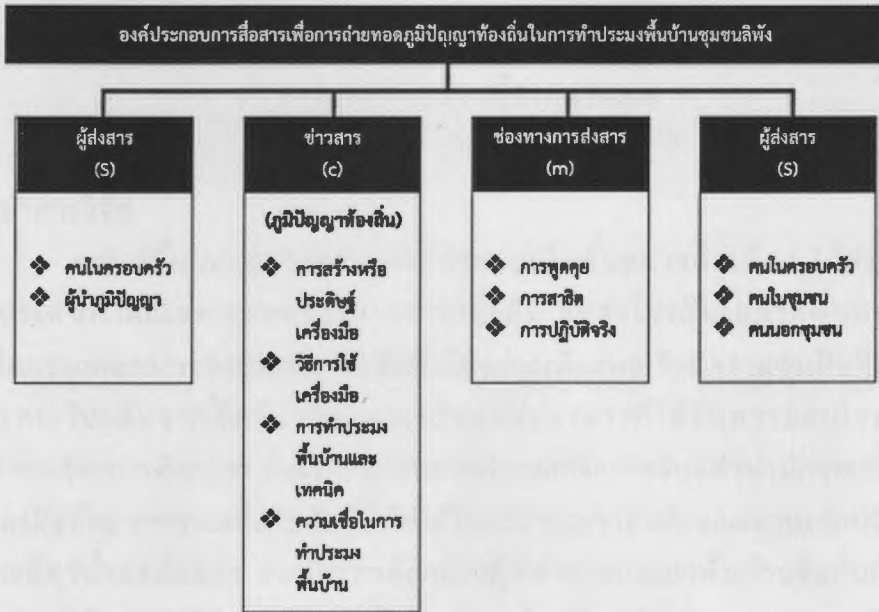 องค์ประกอบการสื่อสารเพื่อการถ่ายทอดภูมิปัญญาท้องถิ่นในการทำประมงพื้นบ้านชุมชนลิพัง
ผู้ส่งสาร
(S)
❖ คนในครอบครัว
❖ ผู้นำภูมิปัญญา
ข่าวสาร
(c)
(ภูมิปัญญาท้องถิ่น)
❖ การสร้างหรือ
ประดิษฐ์
เครื่องมือ
❖ วิธีการใช้
เครื่องมือ
❖ การทำประมง
พื้นบ้านและ
เทคนิค
❖ ความเชื่อในการ
ทำประมง
พื้นบ้าน
ช่องทางการส่งสาร
(m)
❖ การพูดคุย
❖ การสาธิต
❖ การปฏิบัติจริง
ผู้ส่งสาร
(S)
❖ คนในครอบครัว
❖ คนในชุมชน
❖ คนนอกชุมชน